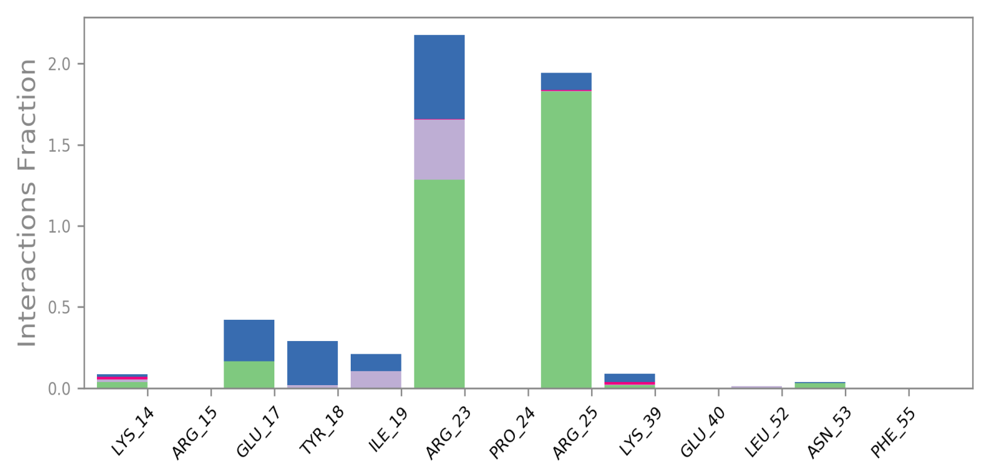 Interactions Fraction
2.0
1.5
1.0
0.5
0.0
LYS_14
ARG_15
GLU_17
TYR_18
ILE_19
ARG_23
PRO_24
ARG_25
LYS_39
GLU_40
LEU_52
ASN_53
PHE_55